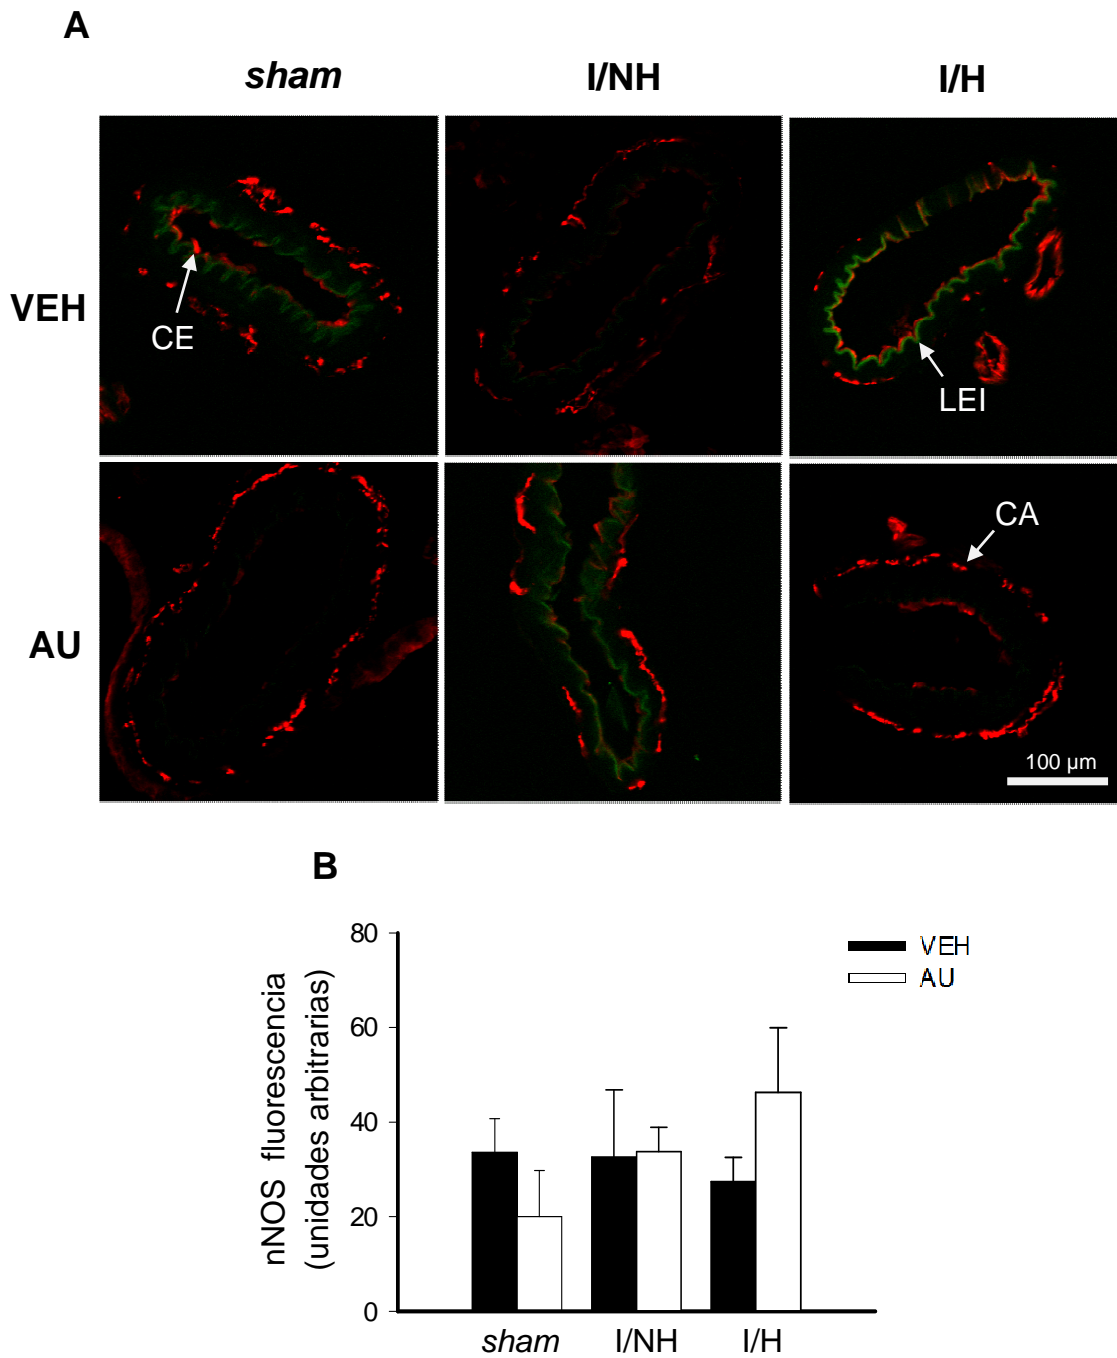 A
sham I/NH I/H
VEH
CE
LEI
AU
CA
100 µm
B
nNOS fluorescencia
(unidades arbitrarias)
80
60
40
20
0
VEH
AU
sham I/NH I/H